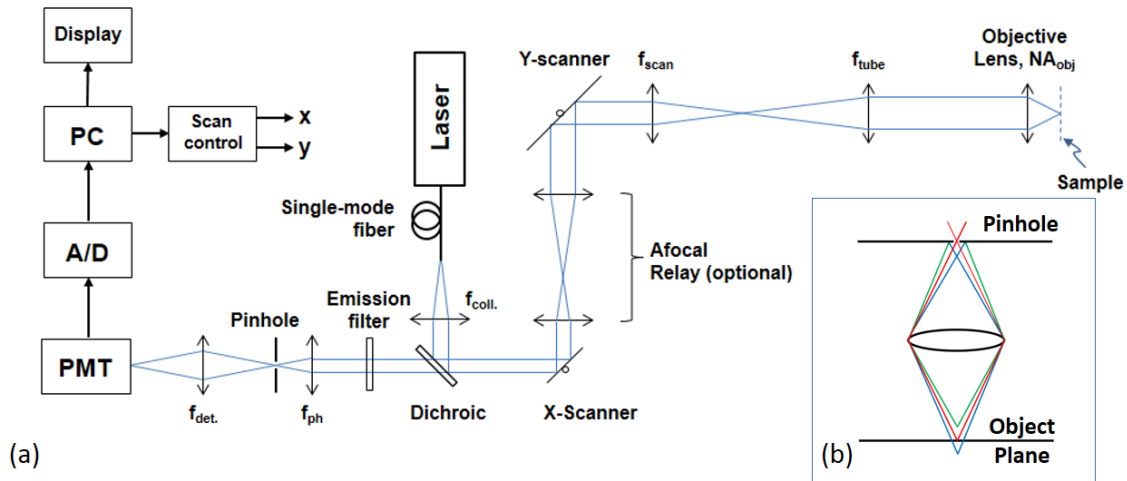 Display
PC
Scan
control
x
y
A/D
PMT
Laser
Single-mode
fiber
Emission
filter
Pinhole
f_det.
f_ph
f_coll.
Dichroic
X-Scanner
Y-scanner
f_scan
f_tube
Objective
Lens, NA_obj
Sample
Afocal
Relay (optional)
Pinhole
Object
Plane
(a)
(b)